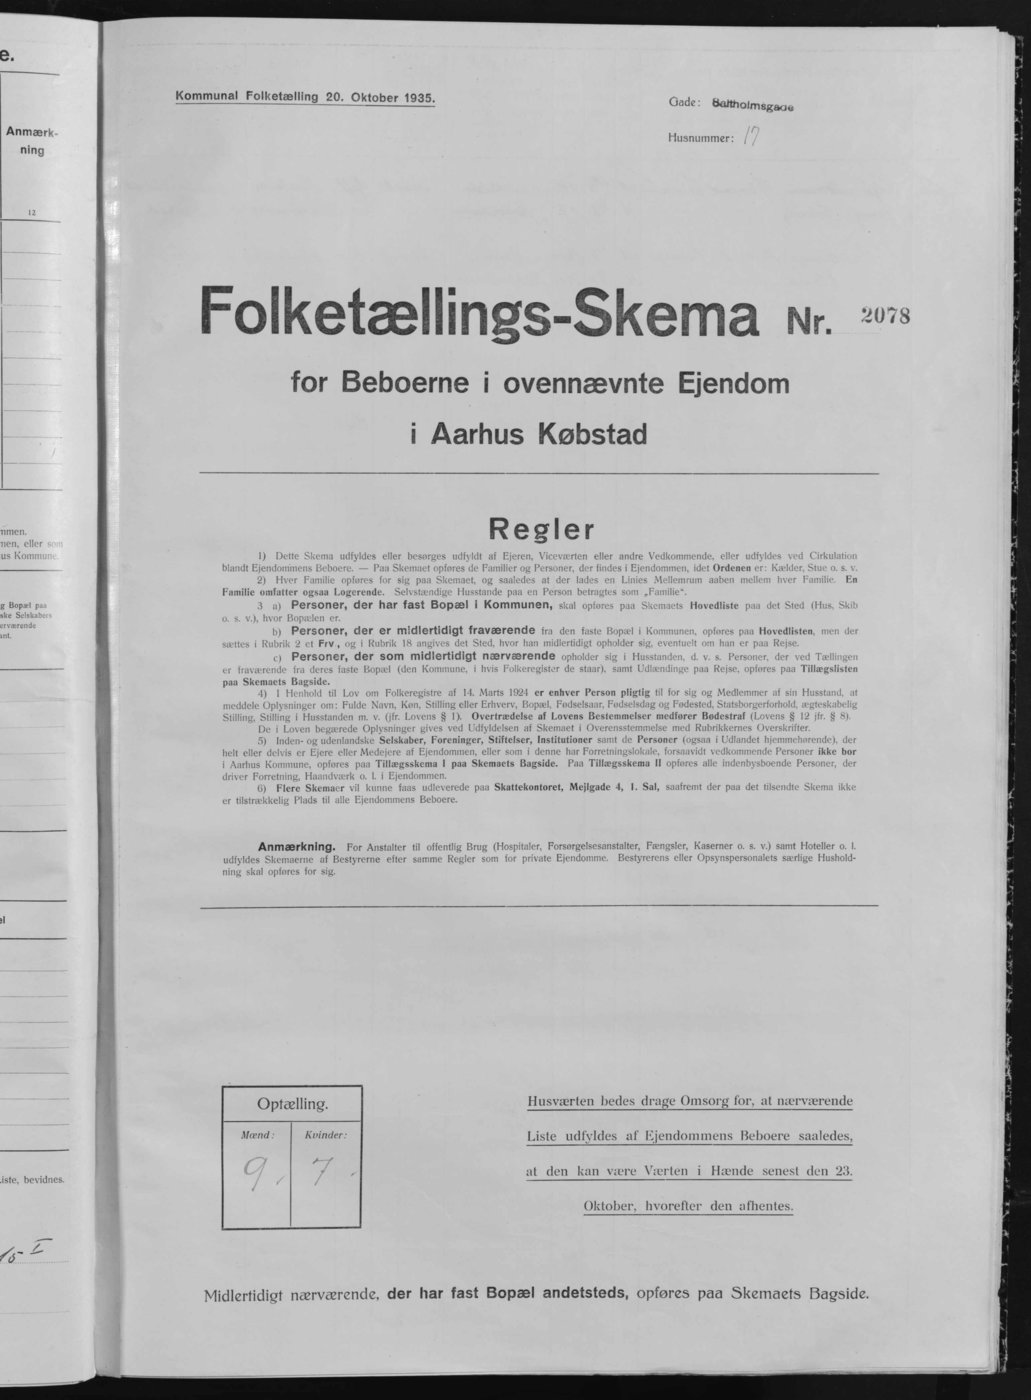 e.
Anmærk-
ning
12
mmen.
men, eller som
us Kommune.
g Bopæl paa
ske Selskabers
erværende
ant.
el
iste, bevidnes.
15 I
Kommunal Folketælling 20. Oktober 1935.
Gade: Saltholmsgade
Husnummer: 17
Folketællings-Skema Nr. 2078
for Beboerne i ovennævnte Ejendom
i Aarhus Købstad
Regler
1) Dette Skema udfyldes eller besørges udfyldt af Ejeren, Viceværten eller andre Vedkommende, eller udfyldes ved Cirkulation
blandt Ejendommens Beboere. — Paa Skemaet opføres de Familier og Personer, der findes i Ejendommen, idet Ordenen er: Kælder, Stue o. s. v.
2) Hver Familie opføres for sig paa Skemaet, og saaledes at der lades en Linies Mellemrum aaben mellem hver Familie. En
Familie omfatter ogsaa Logerende. Selvstændige Husstande paa en Person betragtes som „Familie“.
3 a) Personer, der har fast Bopæl i Kommunen, skal opføres paa Skemaets Hovedliste paa det Sted (Hus, Skib
o. s. v.), hvor Bopælen er.
b) Personer, der er midlertidigt fraværende fra den faste Bopæl i Kommunen, opføres paa Hovedlisten, men der
sættes i Rubrik 2 et Frv., og i Rubrik 18 angives det Sted, hvor han midlertidigt opholder sig, eventuelt om han er paa Rejse.
c) Personer, der som midlertidigt nærværende opholder sig i Husstanden, d. v. s. Personer, der ved Tællingen
er fraværende fra deres faste Bopæl (den Kommune, i hvis Folkeregister de staar), samt Udlændinge paa Rejse, opføres paa Tillægslisten
paa Skemaets Bagside.
4) I Henhold til Lov om Folkeregistre af 14. Marts 1924 er enhver Person pligtig til for sig og Medlemmer af sin Husstand, at
meddele Oplysninger om: Fulde Navn, Køn, Stilling eller Erhverv, Bopæl, Fødselsaar, Fødselsdag og Fødested, Statsborgerforhold, ægteskabelig
Stilling, Stilling i Husstanden m. v. (jfr. Lovens § 1). Overtrædelse af Lovens Bestemmelser medfører Bødestraf (Lovens § 12 jfr. § 8).
De i Loven begærede Oplysninger gives ved Udfyldelsen af Skemaet i Overensstemmelse med Rubrikkernes Overskrifter.
5) Inden- og udenlandske Selskaber, Foreninger, Stiftelser, Institutioner samt de Personer (ogsaa i Udlandet hjemmehørende), der
helt eller delvis er Ejere eller Medejere af Ejendommen, eller som i denne har Forretningslokale, forsaavidt vedkommende Personer ikke bor
i Aarhus Kommune, opføres paa Tillægsskema I paa Skemaets Bagside. Paa Tillægsskema II opføres alle indenbysboende Personer, der
driver Forretning, Haandværk o. l. i Ejendommen.
6) Flere Skemaer vil kunne faas udleverede paa Skattekontoret, Mejlgade 4, 1. Sal, saafremt der paa det tilsendte Skema ikke
er tilstrækkelig Plads til alle Ejendommens Beboere.
Anmærkning. For Anstalter til offentlig Brug (Hospitaler, Forsørgelsesanstalter, Fængsler, Kaserner o. s. v.) samt Hoteller o. l.
udfyldes Skemaerne af Bestyrerne efter samme Regler som for private Ejendomme. Bestyrerens eller Opsynspersonalets særlige Hushold-
ning skal opføres for sig.
Optælling.
Mænd: Kvinder:
9 7
Husværten bedes drage Omsorg for, at nærværende
Liste udfyldes af Ejendommens Beboere saaledes,
at den kan være Værten i Hænde senest den 23.
Oktober, hvorefter den afhentes.
Midlertidigt nærværende, der har fast Bopæl andetsteds, opføres paa Skemaets Bagside.